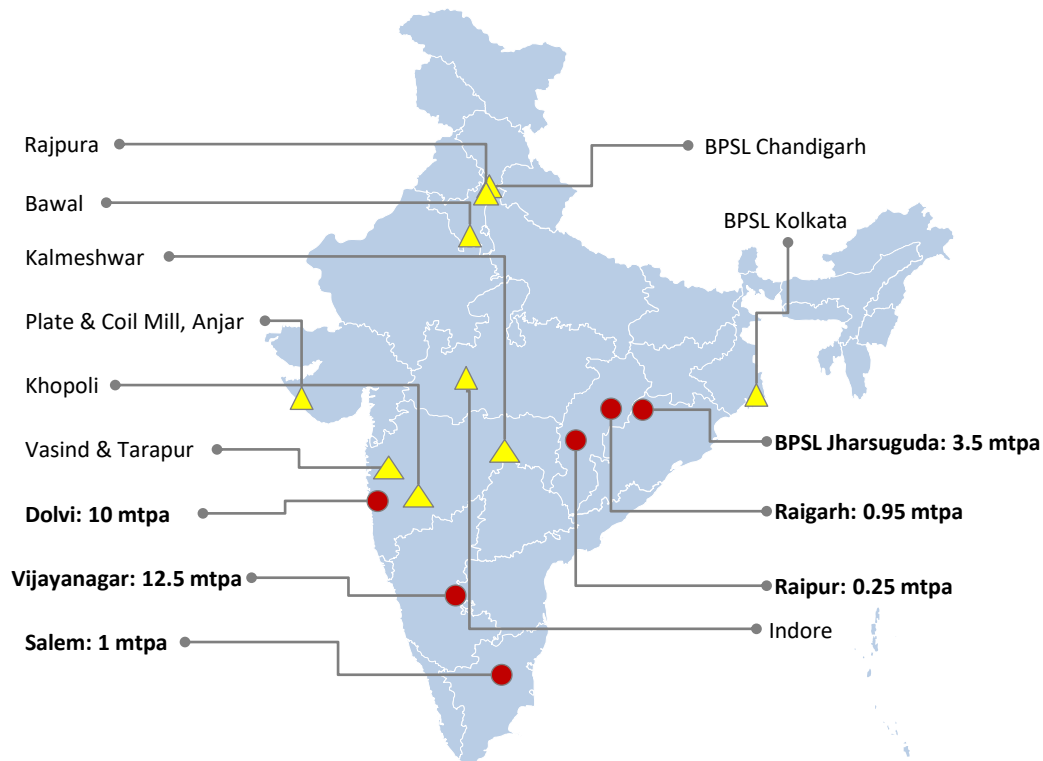 Rajpura
Bawal
Kalmeshwar
Plate & Coil Mill, Anjar
Khopoli
Vasind & Tarapur
Dolvi: 10 mtpa
Vijayanagar: 12.5 mtpa
Salem: 1 mtpa
BPSL Chandigarh
BPSL Kolkata
BPSL Jharsuguda: 3.5 mtpa
Raigarh: 0.95 mtpa
Raipur: 0.25 mtpa
Indore